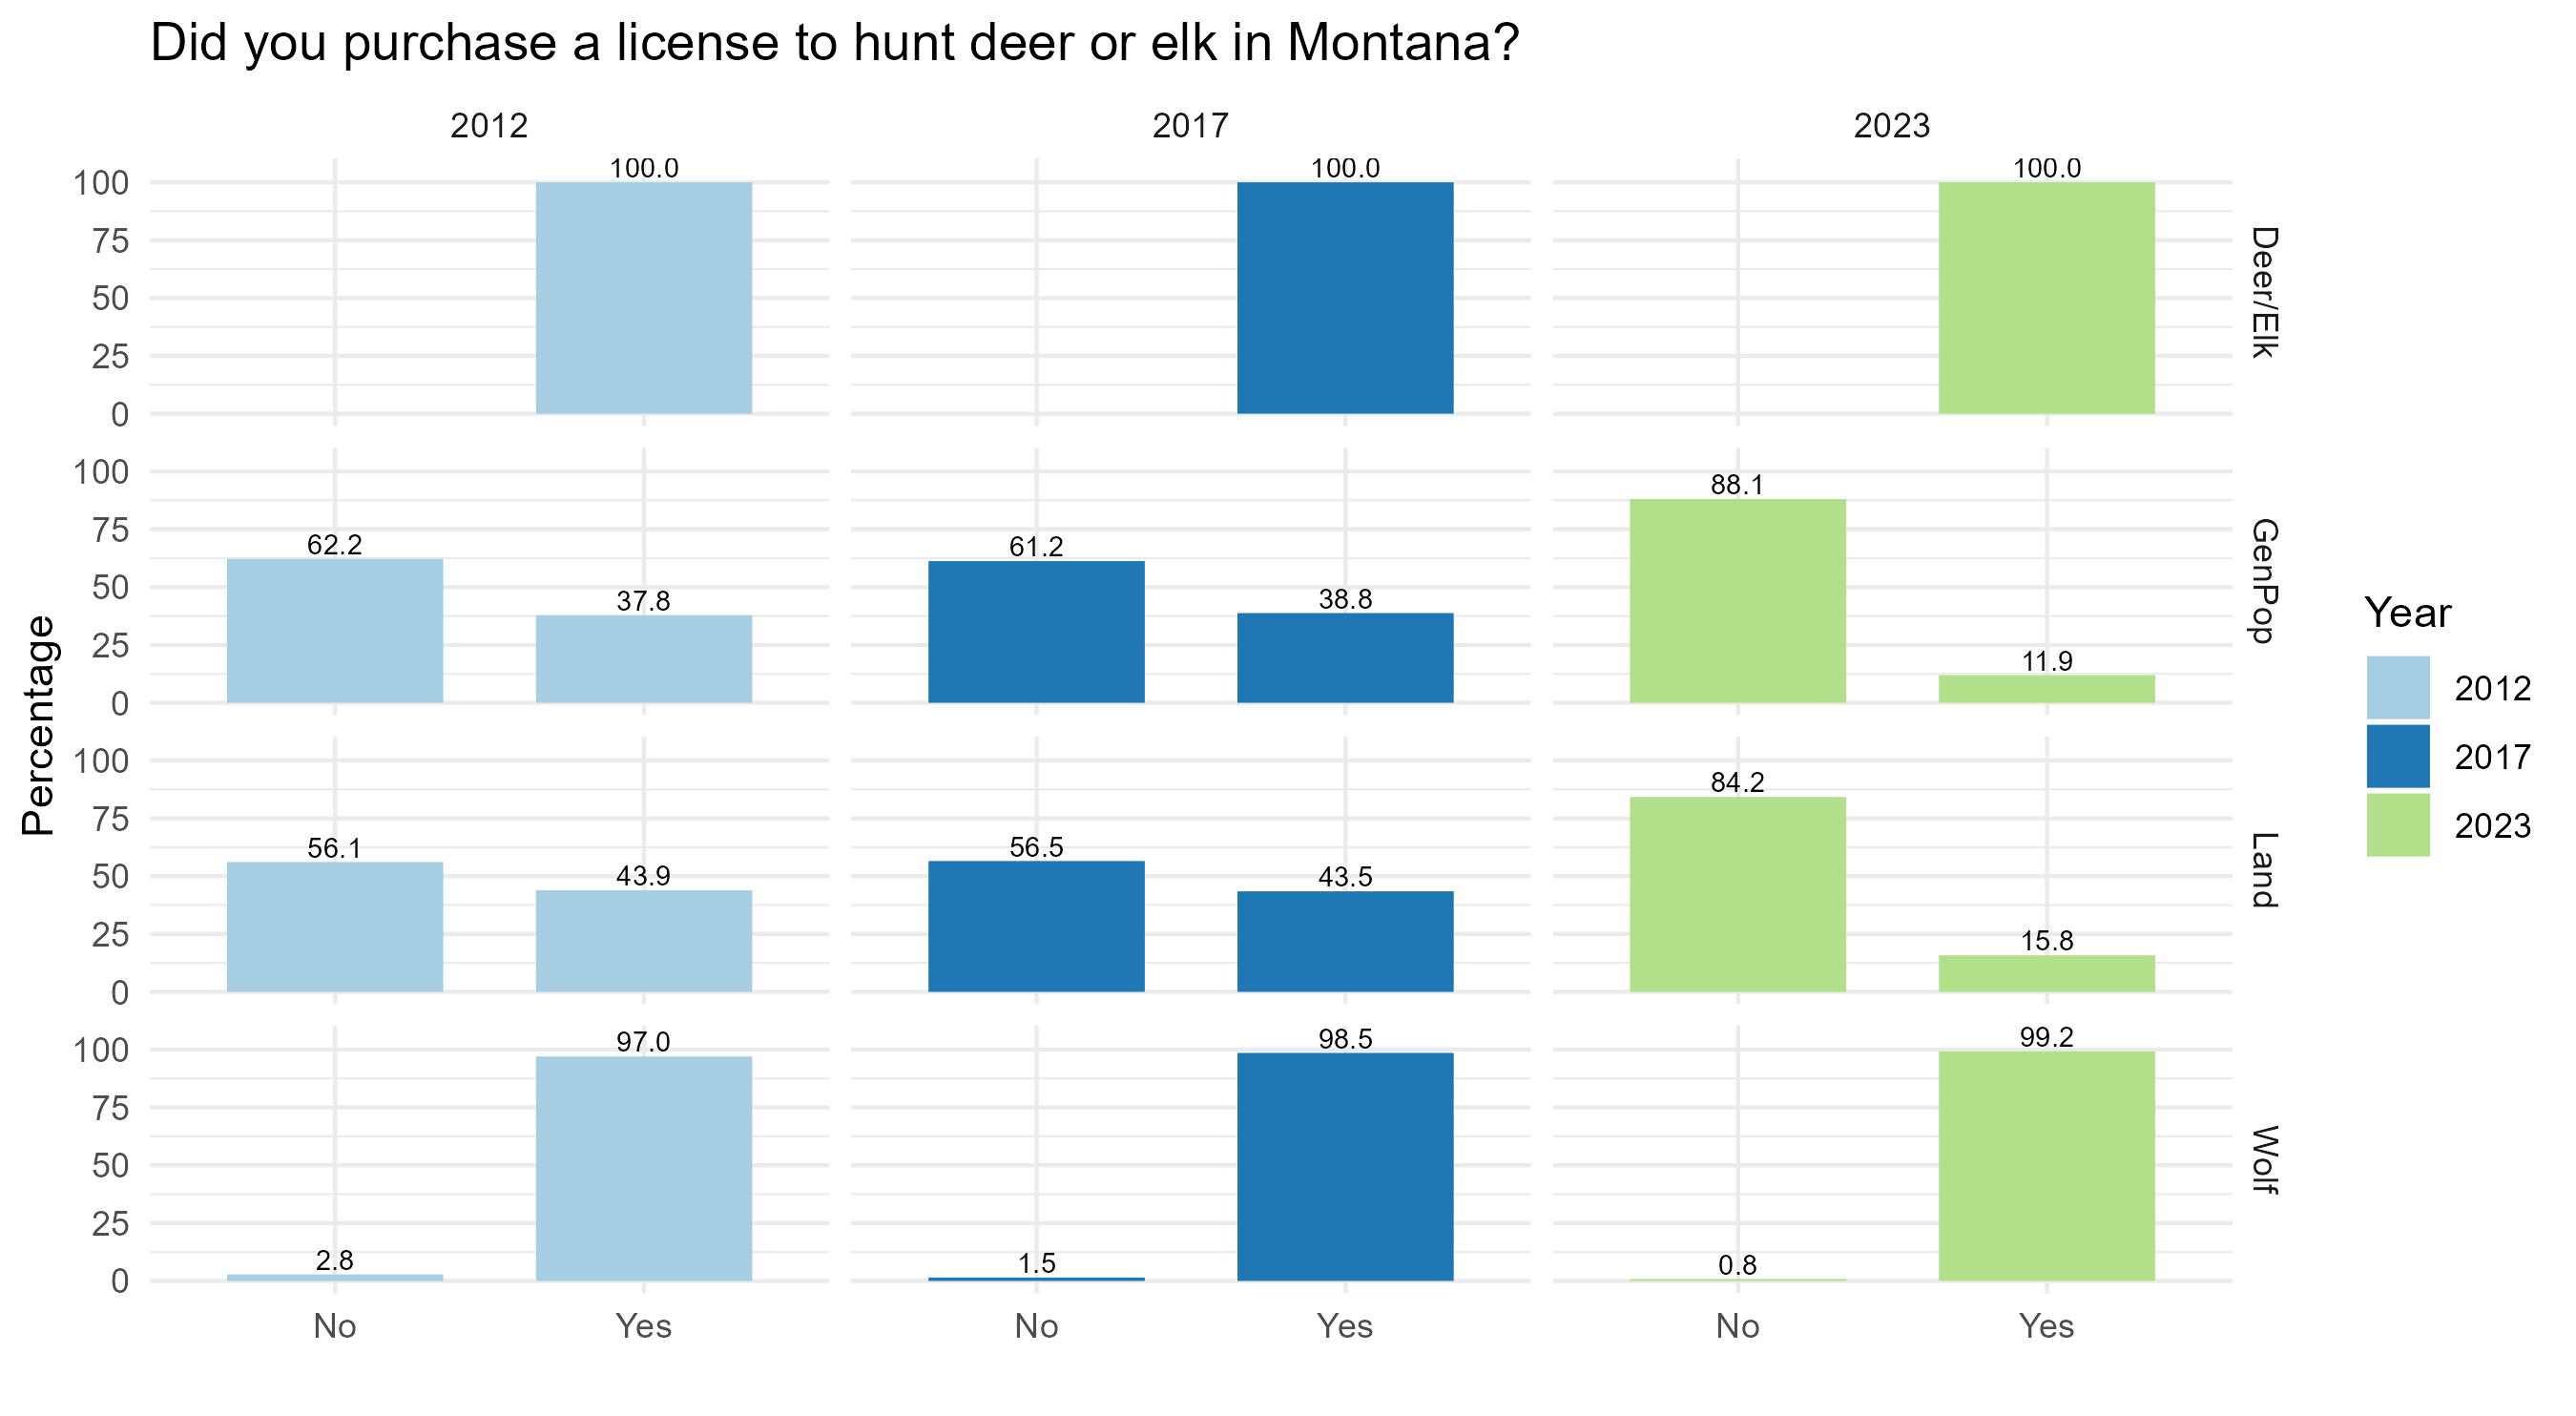 Did you purchase a license to hunt deer or elk in Montana?
2012 2017 2023
100.0 100.0 100.0
100
75
50
25
0
Deer/Elk
88.1
62.2 61.2
37.8 38.8
11.9
100
75
50
25
0
GenPop
84.2
56.1 56.5
43.9 43.5
15.8
100
75
50
25
0
Land
97.0 98.5 99.2
2.8 1.5 0.8
100
75
50
25
0
Wolf
No Yes No Yes No Yes
Percentage
Year
2012
2017
2023